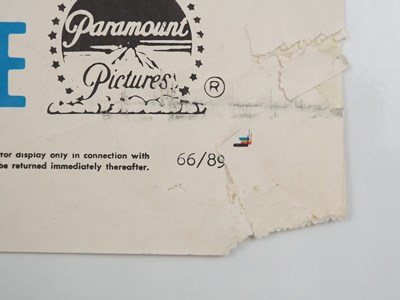 E
Paramount
Pictures
®
for display only in connection with
be returned immediately thereafter.
66/89